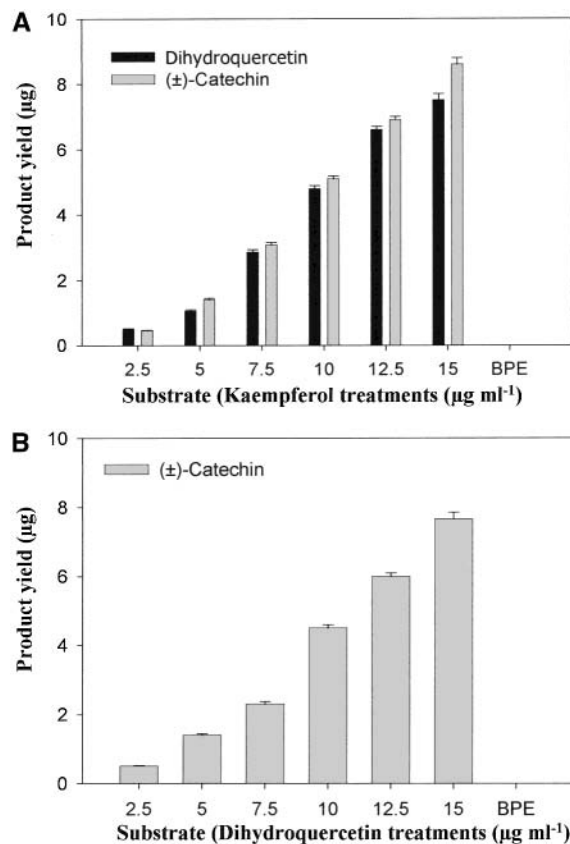 A
10
Dihydroquercetin
(±)-Catechin
8
6
4
2
0
Product yield (µg)
2.5 5 7.5 10 12.5 15 BPE
Substrate (Kaempferol treatments (µg ml-1)
B
10
(±)-Catechin
8
6
4
2
0
Product yield (µg)
2.5 5 7.5 10 12.5 15 BPE
Substrate (Dihydroquercetin treatments (µg ml-1)